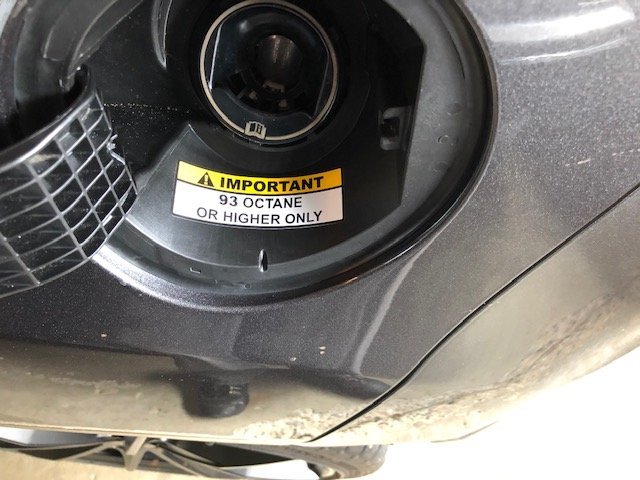 ⚠ IMPORTANT
93 OCTANE
OR HIGHER ONLY